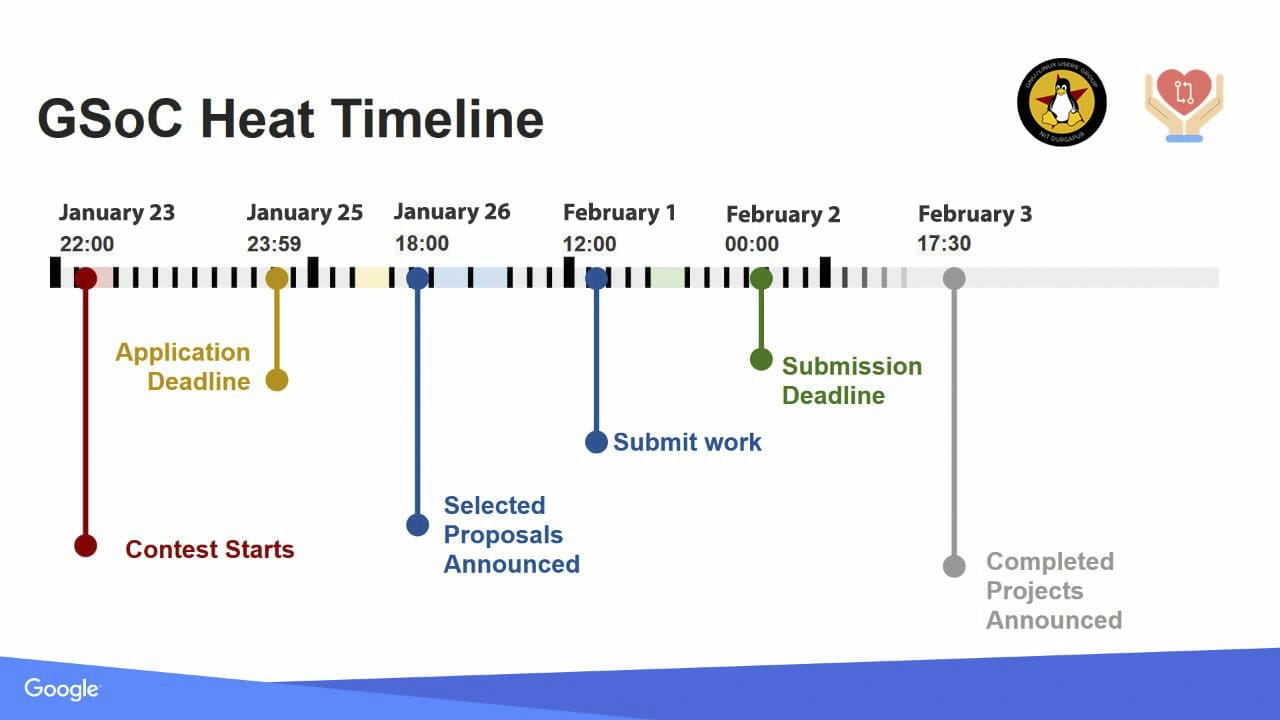 GSoC Heat Timeline
GNU/LINUX USERS' GROUP
NIT DURGAPUR
January 23
22:00
January 25
23:59
January 26
18:00
February 1
12:00
February 2
00:00
February 3
17:30
Application
Deadline
Submission
Deadline
Submit work
Selected
Proposals
Announced
Contest Starts
Completed
Projects
Announced
Google